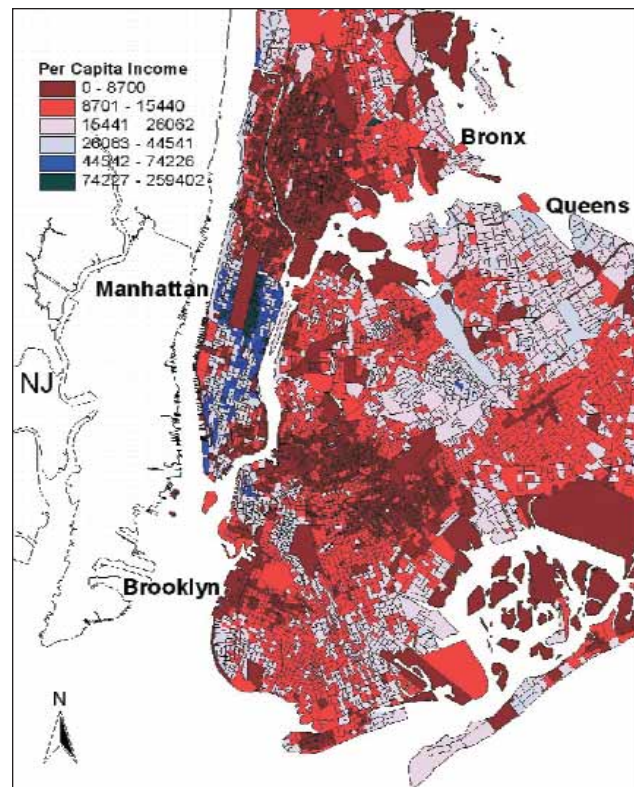 Per Capita Income
0 - 8700
8701 - 15440
15441 - 26062
26063 - 44541
44542 - 74226
74227 - 259402
Bronx
Queens
Manhattan
NJ
Brooklyn
N